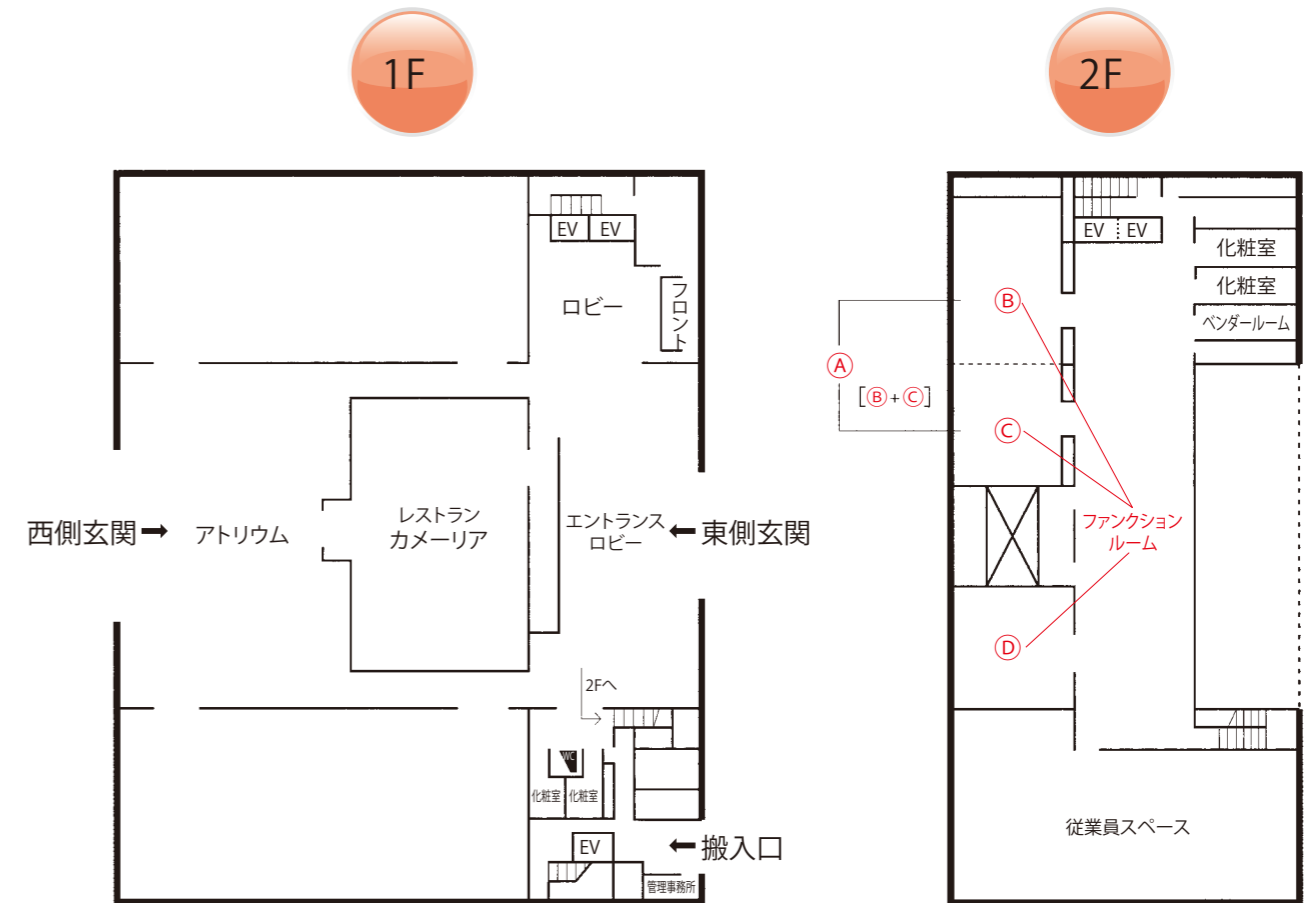 1F
2F
EV
EV
ロビー
フロント
西側玄関
アトリウム
レストラン
カメーリア
エントランス
ロビー
東側玄関
2Fへ
WC
化粧室
化粧室
EV
搬入口
管理事務所
EV
EV
化粧室
化粧室
ベンダールーム
Ⓑ
Ⓐ
[Ⓑ+Ⓒ]
Ⓒ
ファンクション
ルーム
Ⓓ
従業員スペース